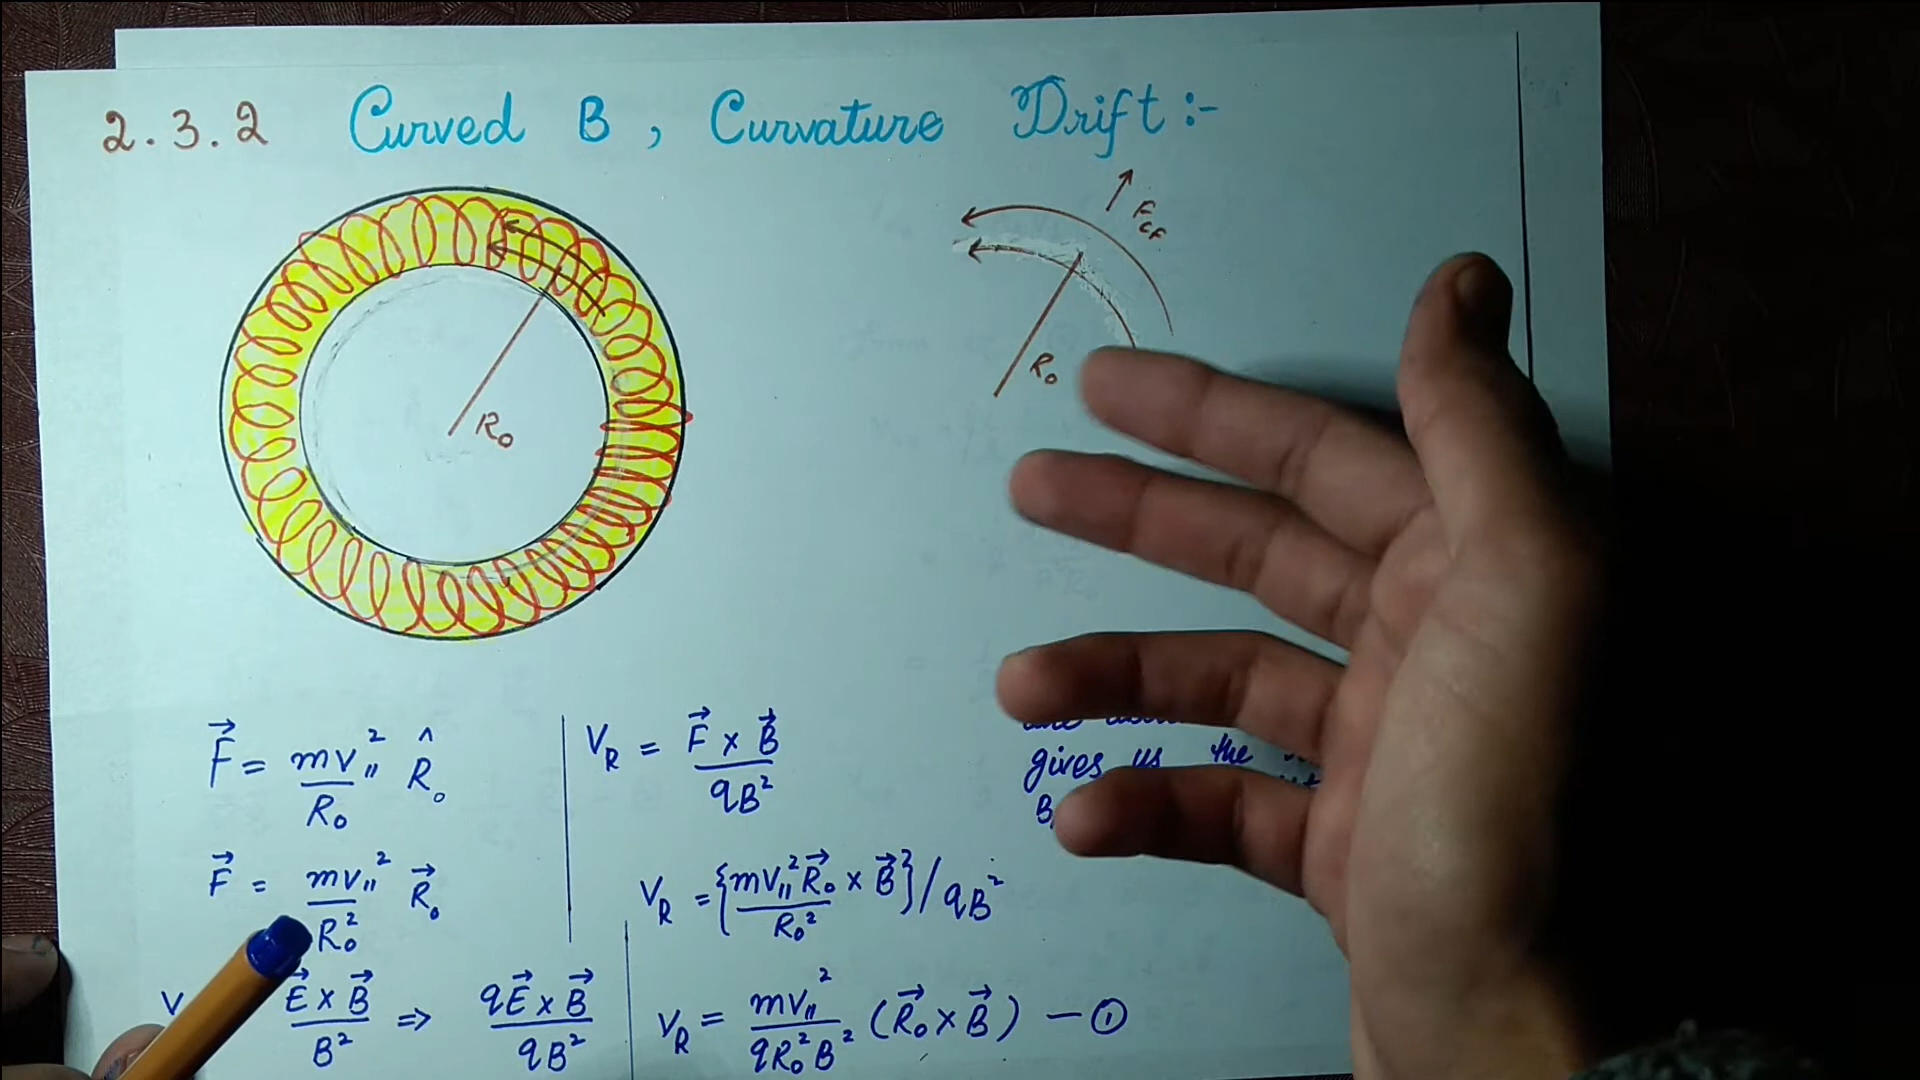 2.3.2 Curved B, Curvature Drift :-
F_cf
R₀
R₀
F⃗ = mv∥²/R₀ R̂₀
F⃗ = mv∥²/R₀² R⃗₀
V E⃗ × B⃗/B² ⇒ qE⃗ × B⃗/qB²
V_R = F⃗ × B⃗/qB²
V_R = {mv∥² R⃗₀/R₀² × B⃗}/qB²
V_R = mv∥²/qR₀²B² (R⃗₀ × B⃗) — ①
gives us the
B